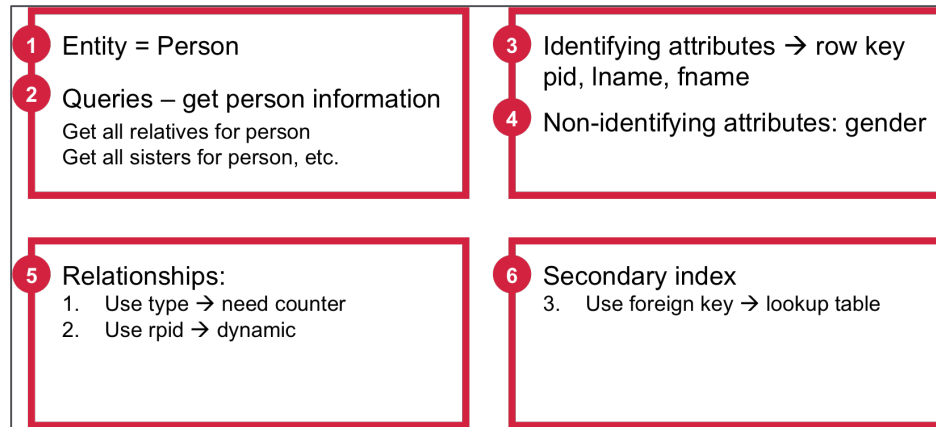 1 Entity = Person
2 Queries – get person information
Get all relatives for person
Get all sisters for person, etc.
3 Identifying attributes → row key
pid, lname, fname
4 Non-identifying attributes: gender
5 Relationships:
1. Use type → need counter
2. Use rpid → dynamic
6 Secondary index
3. Use foreign key → lookup table